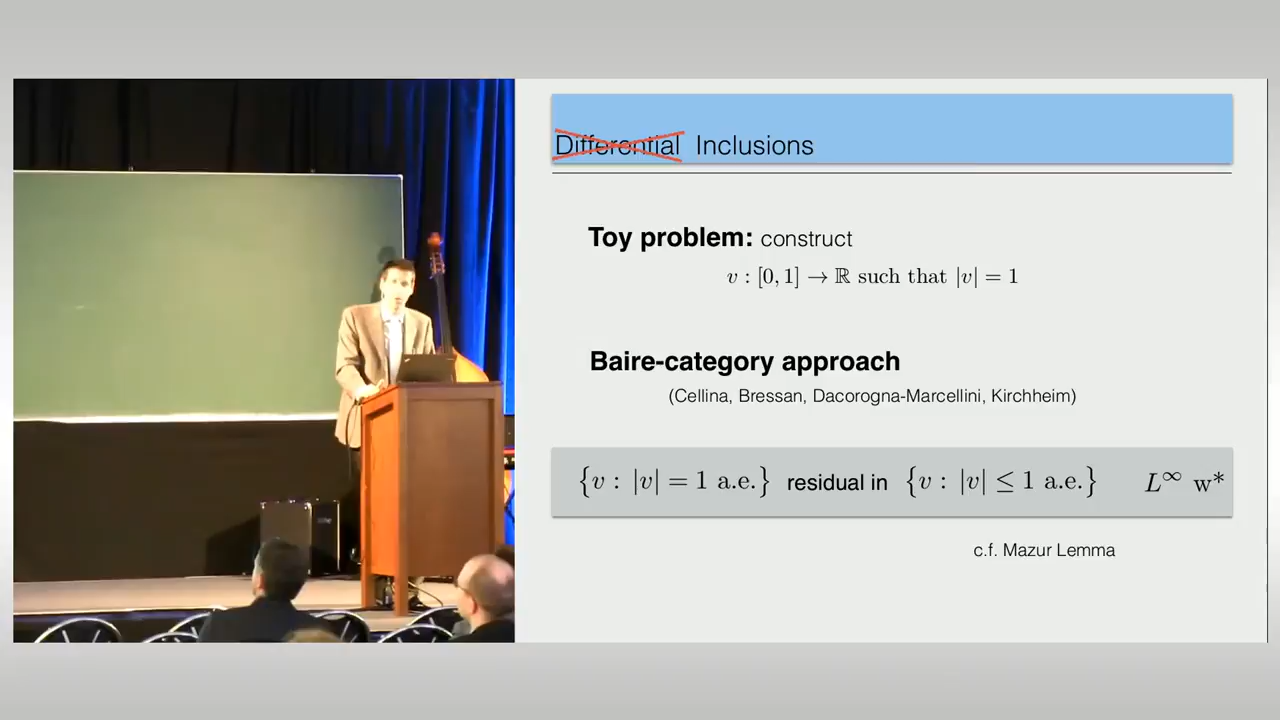 Differential Inclusions
Toy problem: construct
v : [0, 1] → ℝ such that |v| = 1
Baire-category approach
(Cellina, Bressan, Dacorogna-Marcellini, Kirchheim)
{v : |v| = 1 a.e.} residual in {v : |v| ≤ 1 a.e.} L^∞ w*
c.f. Mazur Lemma